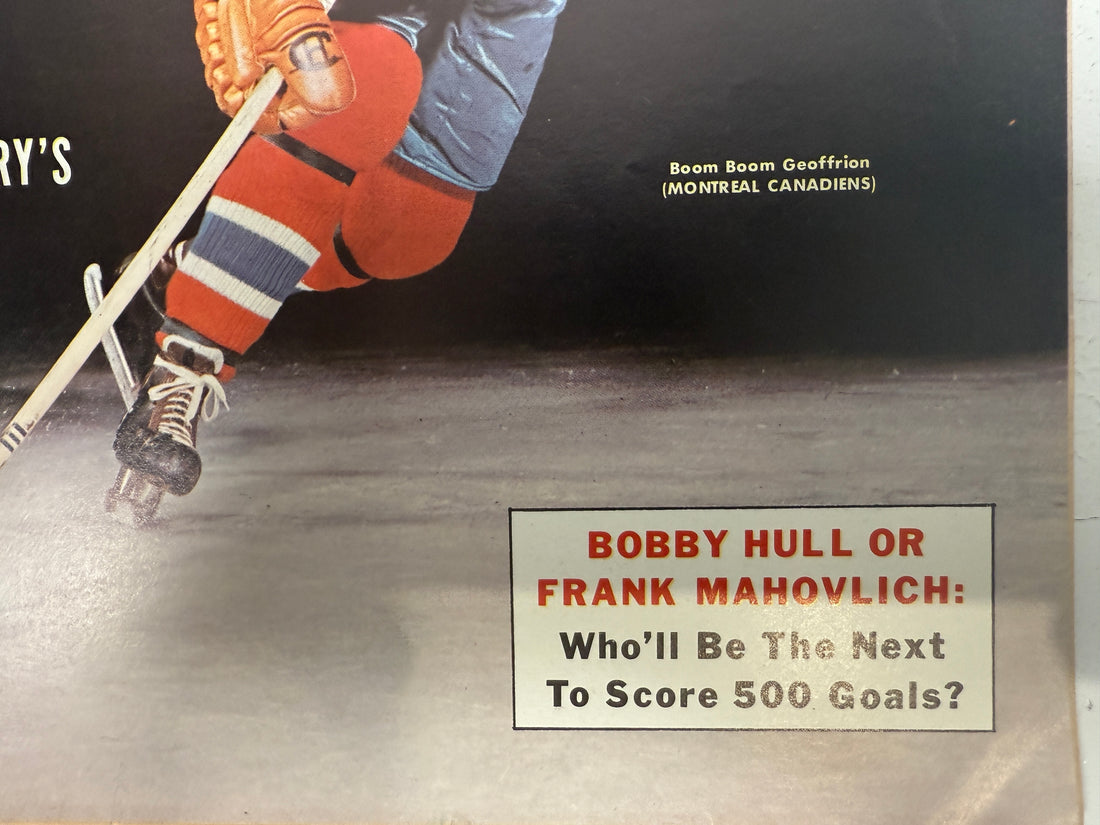 RY'S
Boom Boom Geoffrion
(MONTREAL CANADIENS)
BOBBY HULL OR
FRANK MAHOVLICH:
Who'll Be The Next
To Score 500 Goals?